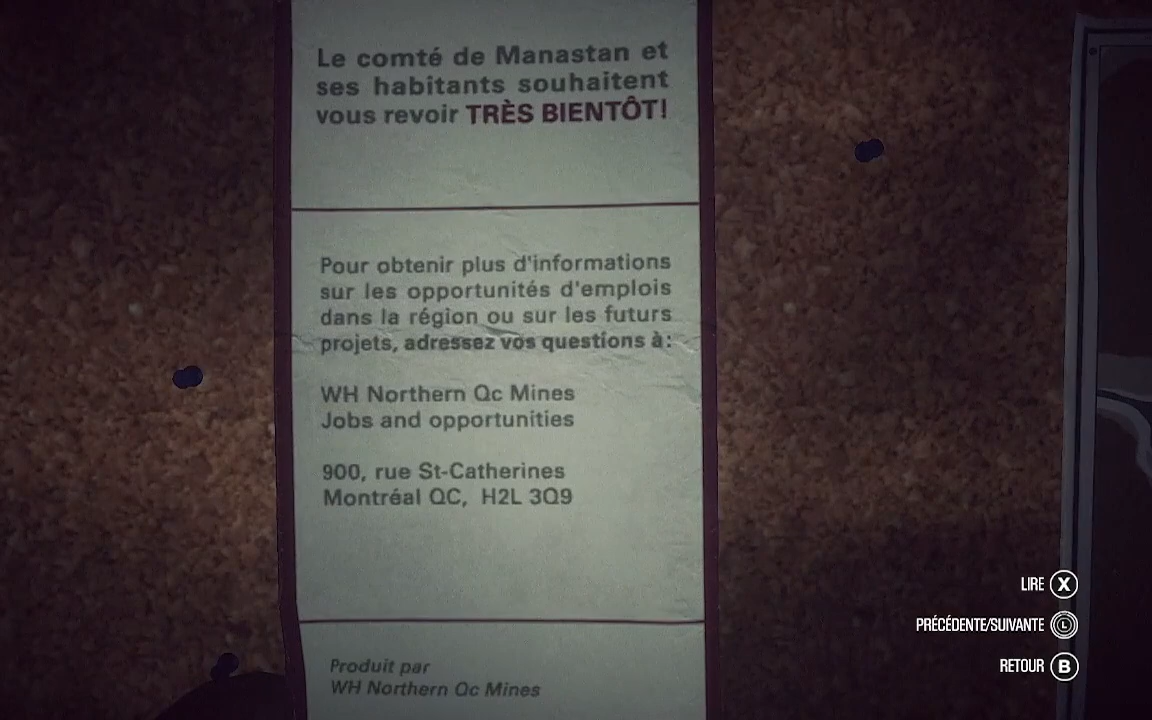 Le comté de Manastan et
ses habitants souhaitent
vous revoir TRÈS BIENTÔT!
Pour obtenir plus d'informations
sur les opportunités d'emplois
dans la région ou sur les futurs
projets, adressez vos questions à:
WH Northern Qc Mines
Jobs and opportunities
900, rue St-Catherines
Montréal QC, H2L 3Q9
Produit par
WH Northern Qc Mines
LIRE X
PRÉCÉDENTE/SUIVANTE L
RETOUR B